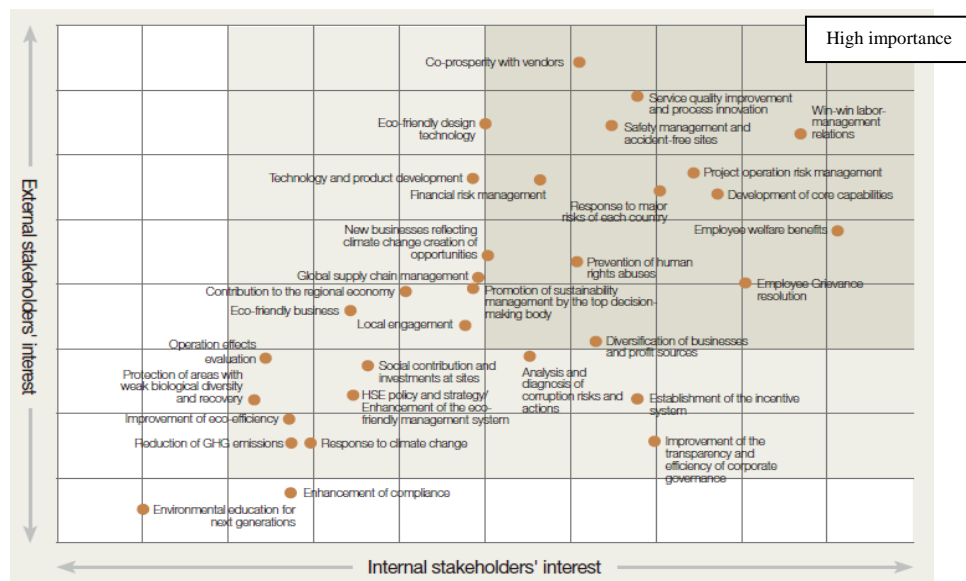 High importance
Co-prosperity with vendors
Service quality improvement
and process innovation
Win-win labor-
management
relations
Eco-friendly design
technology
Safety management and
accident-free sites
Technology and product development
Financial risk management
Project operation risk management
Response to major
risks of each country
Development of core capabilities
New businesses reflecting
climate change creation of
opportunities
Employee welfare benefits
Prevention of human
rights abuses
Global supply chain management
Contribution to the regional economy
Promotion of sustainability
management by the top decision-
making body
Employee Grievance
resolution
Eco-friendly business
Local engagement
Operation effects
evaluation
Diversification of businesses
and profit sources
Protection of areas with
weak biological diversity
and recovery
Social contribution and
investments at sites
Analysis and
diagnosis of
corruption risks and
actions
HSE policy and strategy/
Enhancement of the eco-
friendly management system
Establishment of the incentive
system
Improvement of eco-efficiency
Reduction of GHG emissions
Response to climate change
Improvement of the
transparency and
efficiency of corporate
governance
Enhancement of compliance
Environmental education for
next generations
External stakeholders' interest
Internal stakeholders' interest